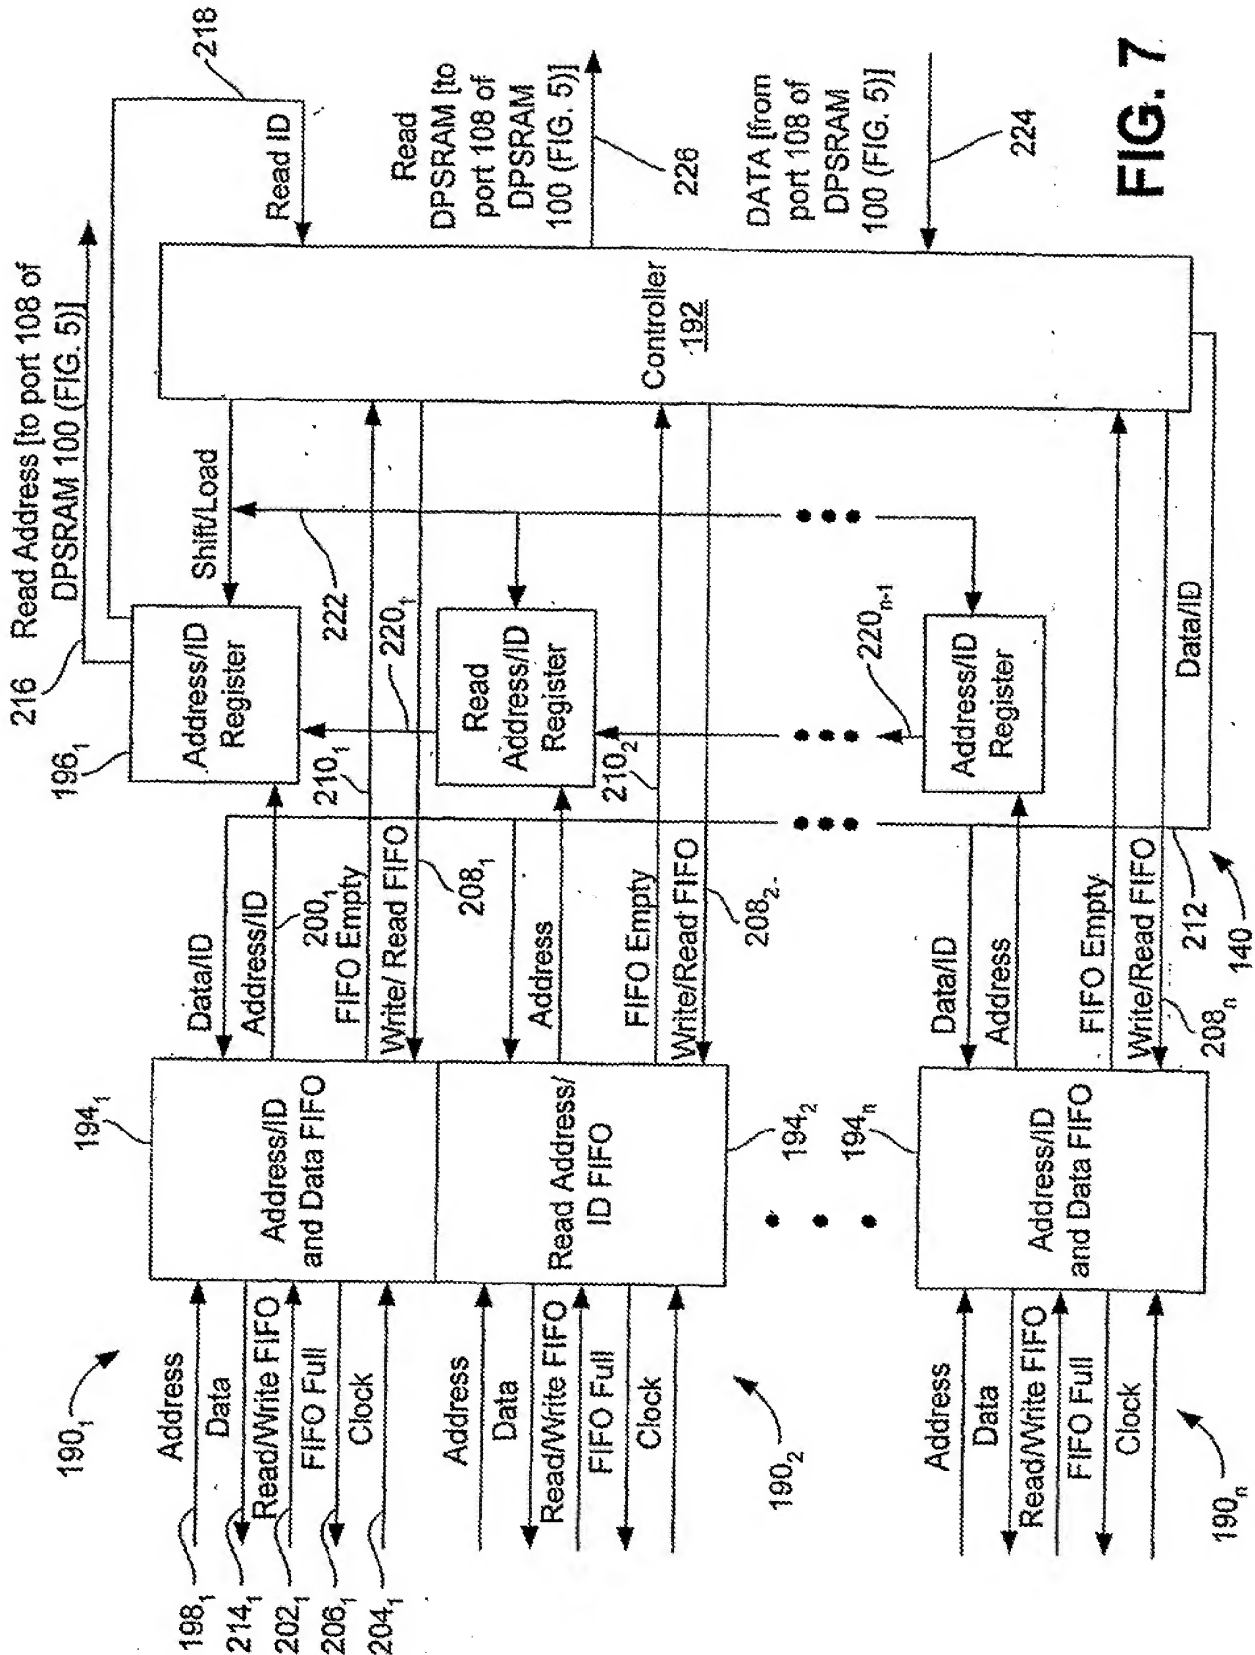 190₁
198₁
Address
214₁
Data
202₁
Read/Write FIFO
206₁
FIFO Full
204₁
Clock
194₁
Address/ID
and Data FIFO
Data/ID
Address/ID
200₁
FIFO Empty
210₁
Write/ Read FIFO
208₁
196₁
Address/ID
Register
216
Read Address [to port 108 of
DPSRAM 100 (FIG. 5)]
Shift/Load
222
220₁
218
Read ID
Address
Data
Read/Write FIFO
FIFO Full
Clock
190₂
Read Address/
ID FIFO
194₂
Address
FIFO Empty
210₂
Write/Read FIFO
208₂
Read
Address/ID
Register
Controller
192
Read
DPSRAM [to
port 108 of
DPSRAM
100 (FIG. 5)]
226
DATA [from
port 108 of
DPSRAM
100 (FIG. 5)]
224
Address
Data
Read/Write FIFO
FIFO Full
Clock
190ₙ
194ₙ
Address/ID
and Data FIFO
Data/ID
Address
FIFO Empty
Write/Read FIFO
208ₙ
220ₙ₋₁
Address/ID
Register
Data/ID
212
140
FIG. 7